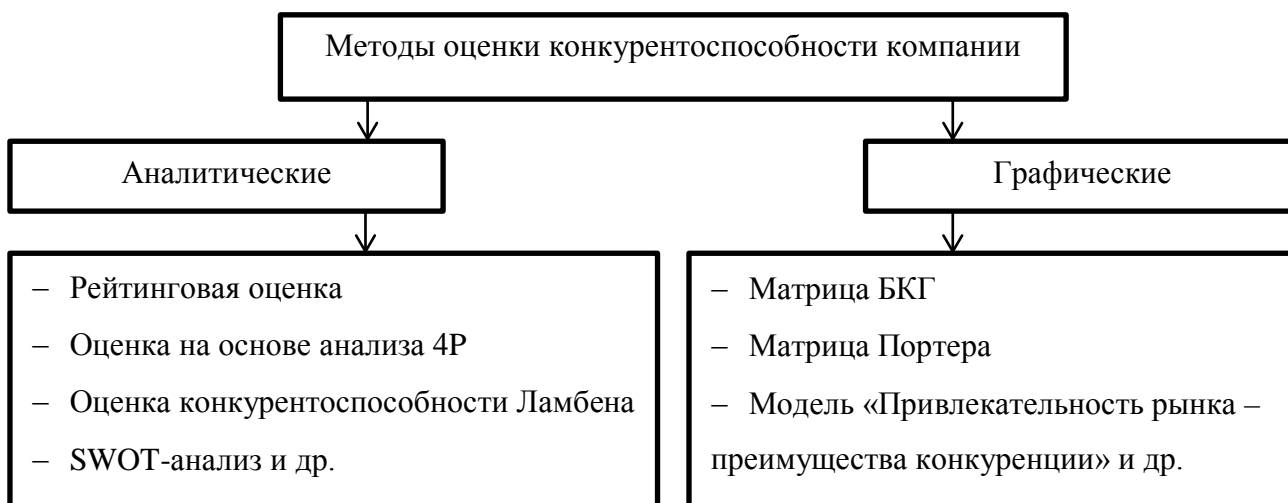 Методы оценки конкурентоспособности компании
Аналитические
Графические
– Рейтинговая оценка
– Оценка на основе анализа 4P
– Оценка конкурентоспособности Ламбена
– SWOT-анализ и др.
– Матрица БКГ
– Матрица Портера
– Модель «Привлекательность рынка –
преимущества конкуренции» и др.